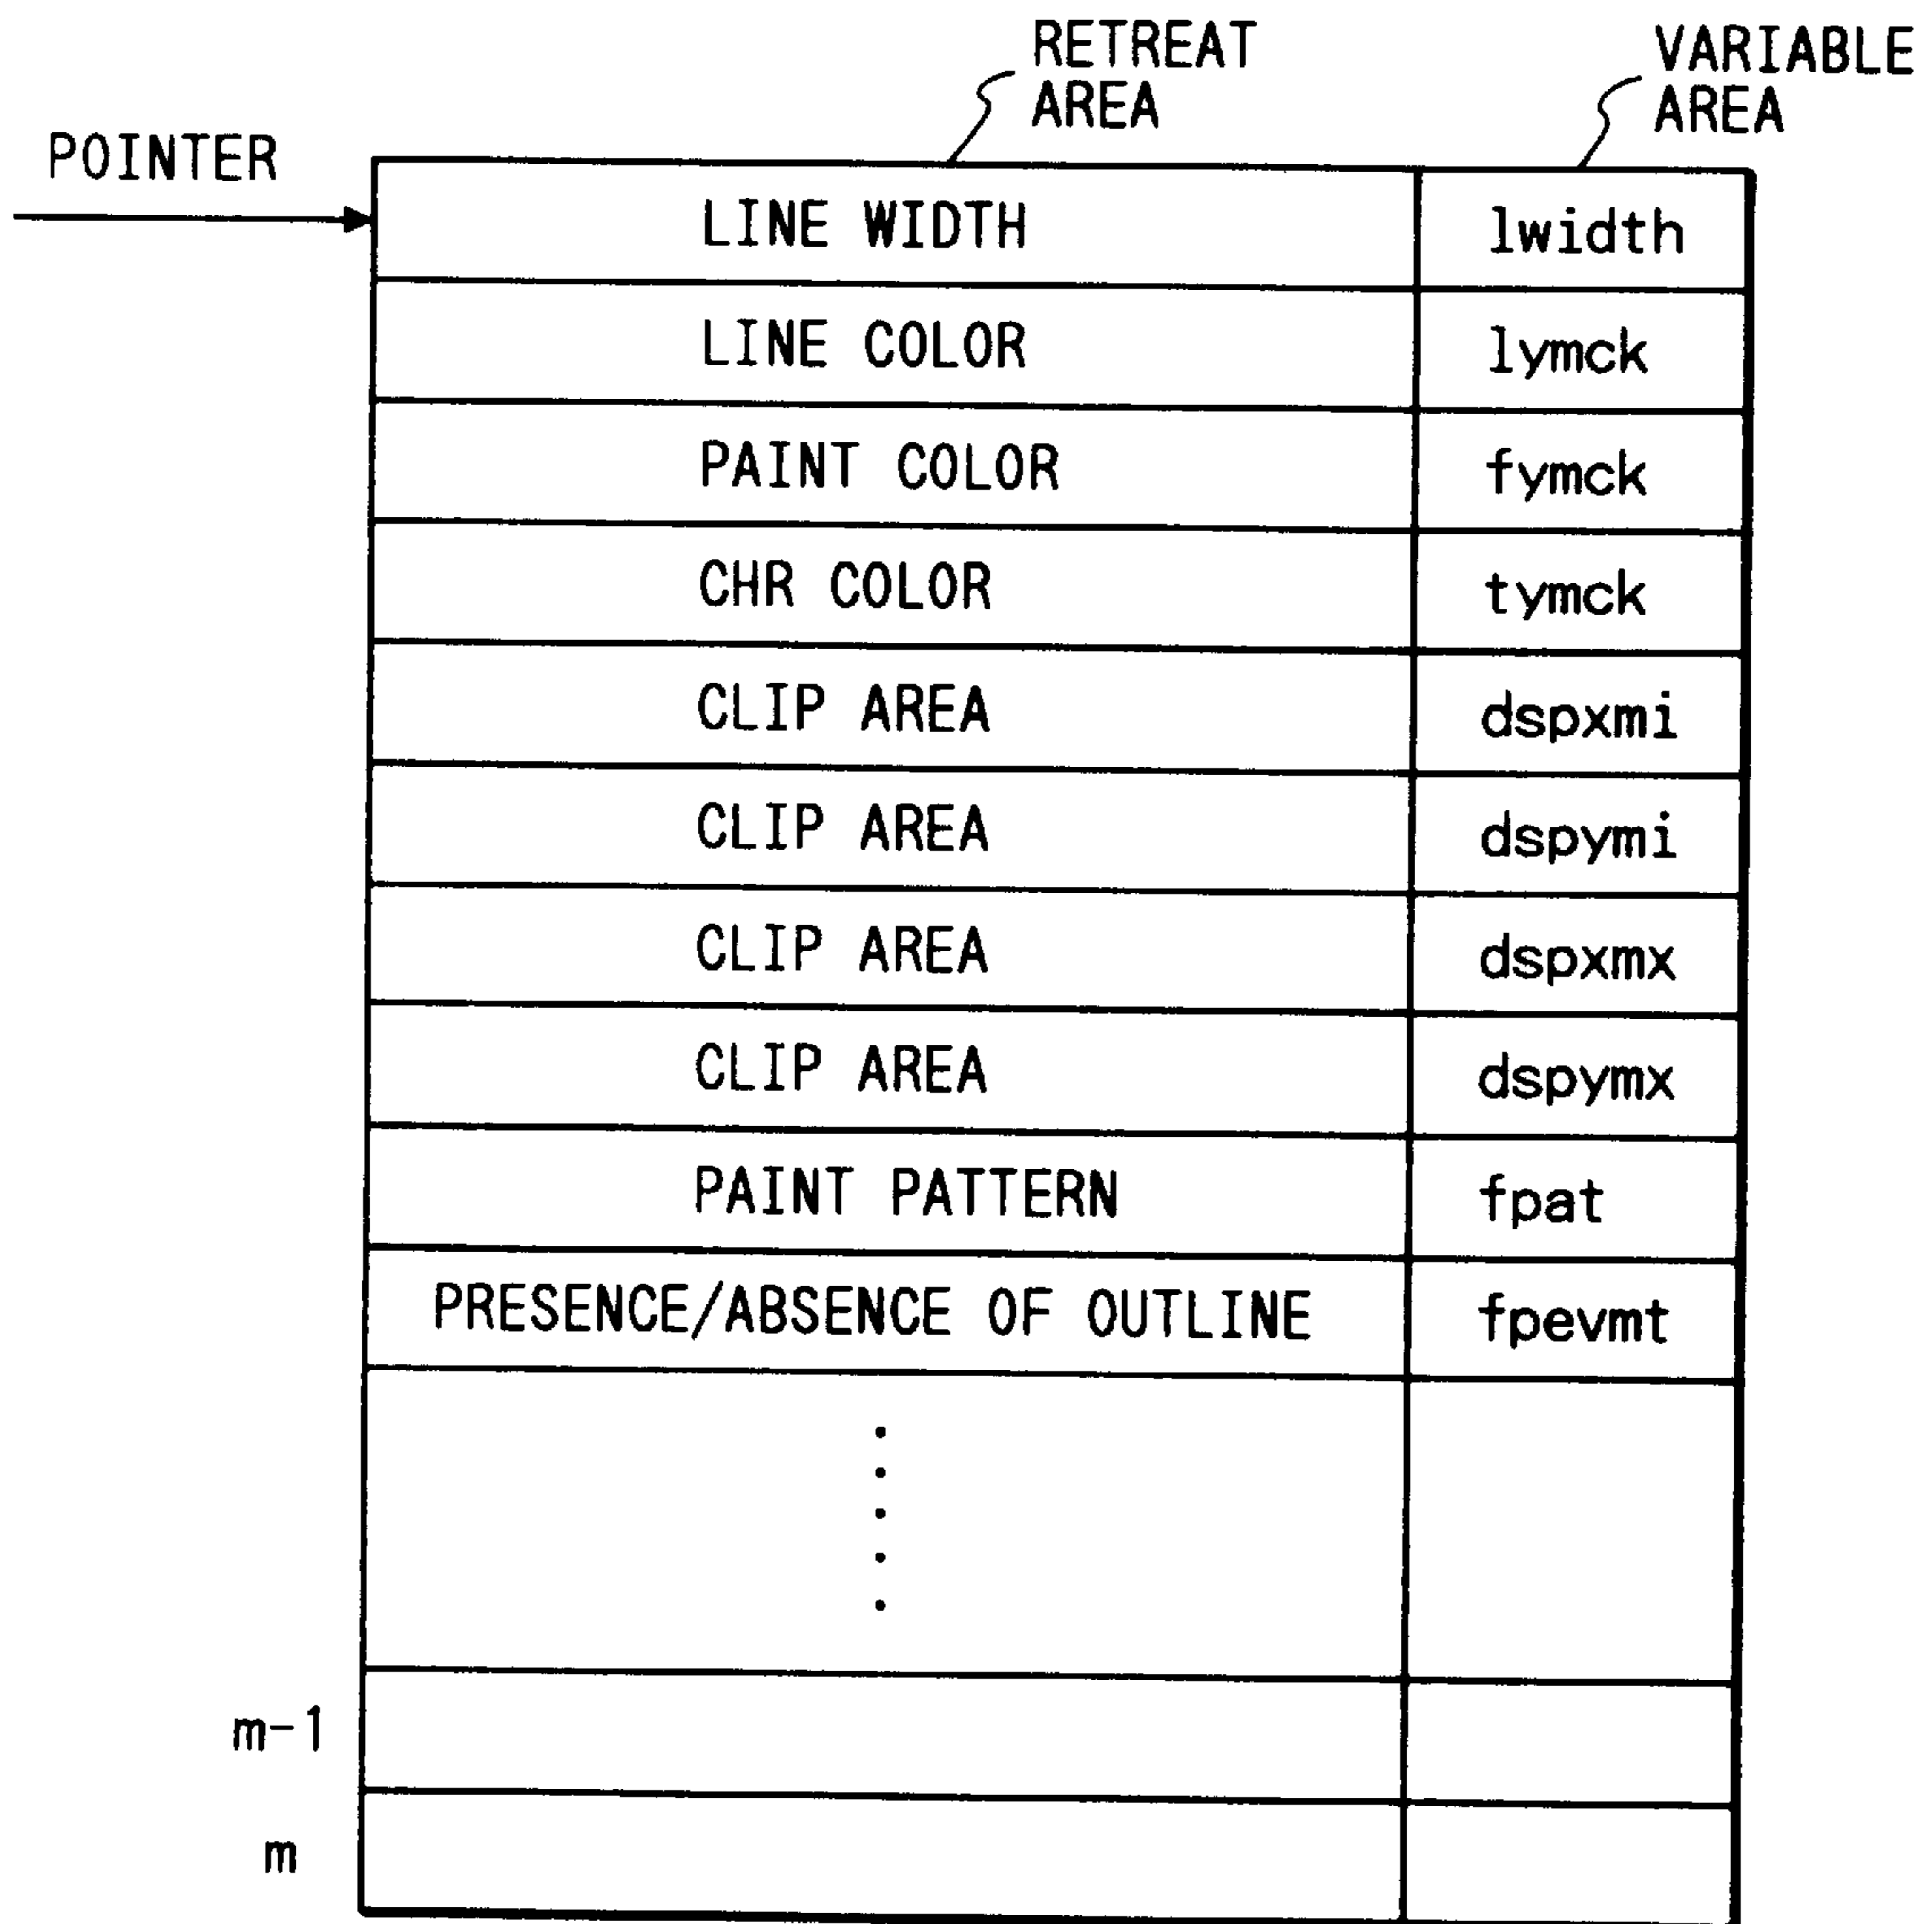 RETREAT
AREA
VARIABLE
AREA
POINTER
LINE WIDTH lwidth
LINE COLOR lymck
PAINT COLOR fymck
CHR COLOR tymck
CLIP AREA dspxmi
CLIP AREA dspymi
CLIP AREA dspxmx
CLIP AREA dspymx
PAINT PATTERN fpat
PRESENCE/ABSENCE OF OUTLINE fpevmt
m-1
m